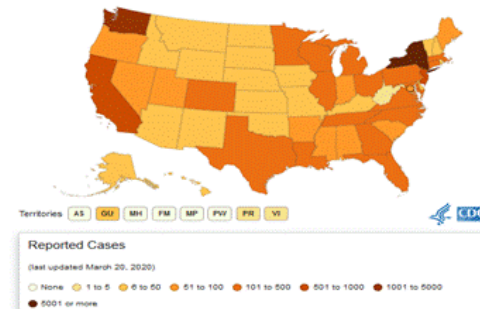 Territories AS GU MH FM MP PW PR VI
CDC
Reported Cases
(last updated March 20, 2020)
None 1 to 5 6 to 50 51 to 100 101 to 500 501 to 1000 1001 to 5000
5001 or more